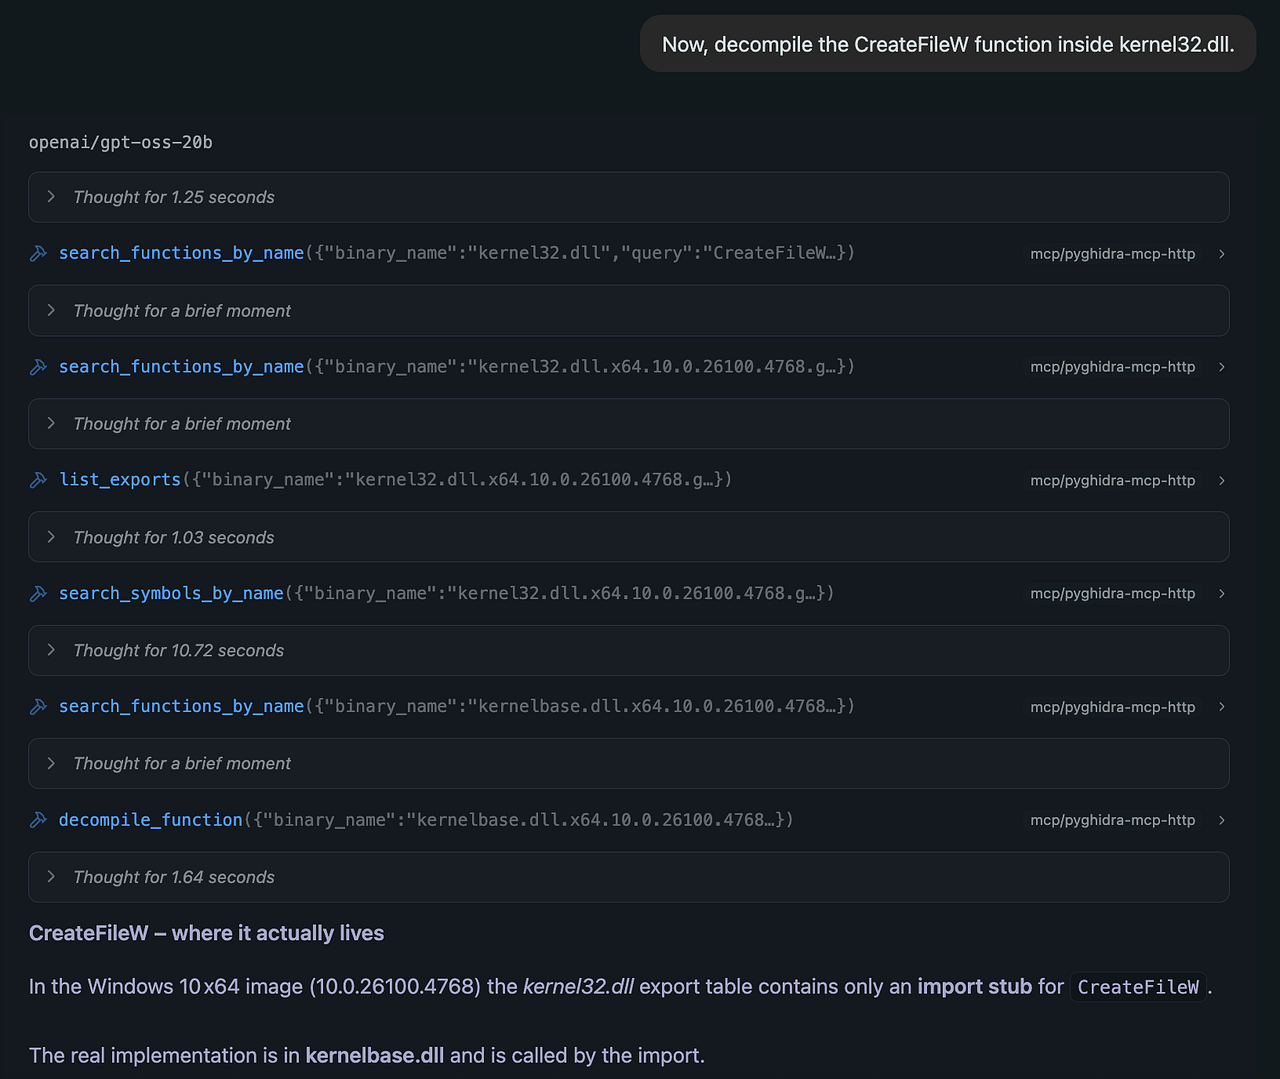 Now, decompile the CreateFileW function inside kernel32.dll.
openai/gpt-oss-20b
Thought for 1.25 seconds
search_functions_by_name({"binary_name":"kernel32.dll","query":"CreateFileW…}) mcp/pyghidra-mcp-http
Thought for a brief moment
search_functions_by_name({"binary_name":"kernel32.dll.x64.10.0.26100.4768.g…}) mcp/pyghidra-mcp-http
Thought for a brief moment
list_exports({"binary_name":"kernel32.dll.x64.10.0.26100.4768.g…}) mcp/pyghidra-mcp-http
Thought for 1.03 seconds
search_symbols_by_name({"binary_name":"kernel32.dll.x64.10.0.26100.4768.g…}) mcp/pyghidra-mcp-http
Thought for 10.72 seconds
search_functions_by_name({"binary_name":"kernelbase.dll.x64.10.0.26100.4768…}) mcp/pyghidra-mcp-http
Thought for a brief moment
decompile_function({"binary_name":"kernelbase.dll.x64.10.0.26100.4768…}) mcp/pyghidra-mcp-http
Thought for 1.64 seconds
CreateFileW – where it actually lives
In the Windows 10 x64 image (10.0.26100.4768) the kernel32.dll export table contains only an import stub for CreateFileW.
The real implementation is in kernelbase.dll and is called by the import.